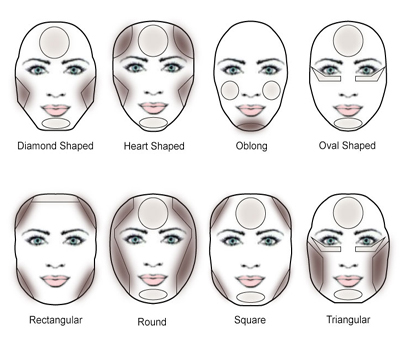 Diamond Shaped
Heart Shaped
Oblong
Oval Shaped
Rectangular
Round
Square
Triangular